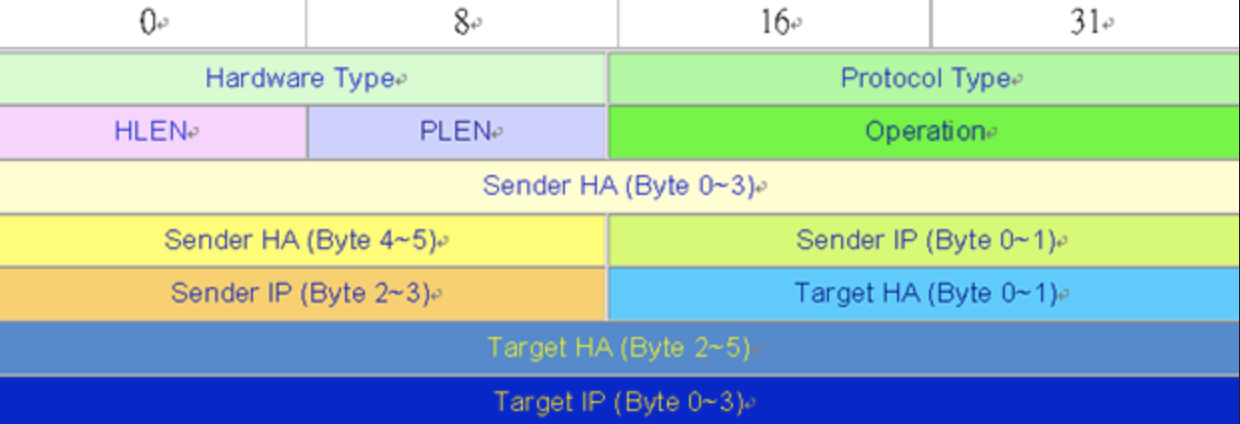 0 8 16 31
Hardware Type Protocol Type
HLEN PLEN Operation
Sender HA (Byte 0~3)
Sender HA (Byte 4~5) Sender IP (Byte 0~1)
Sender IP (Byte 2~3) Target HA (Byte 0~1)
Target HA (Byte 2~5)
Target IP (Byte 0~3)